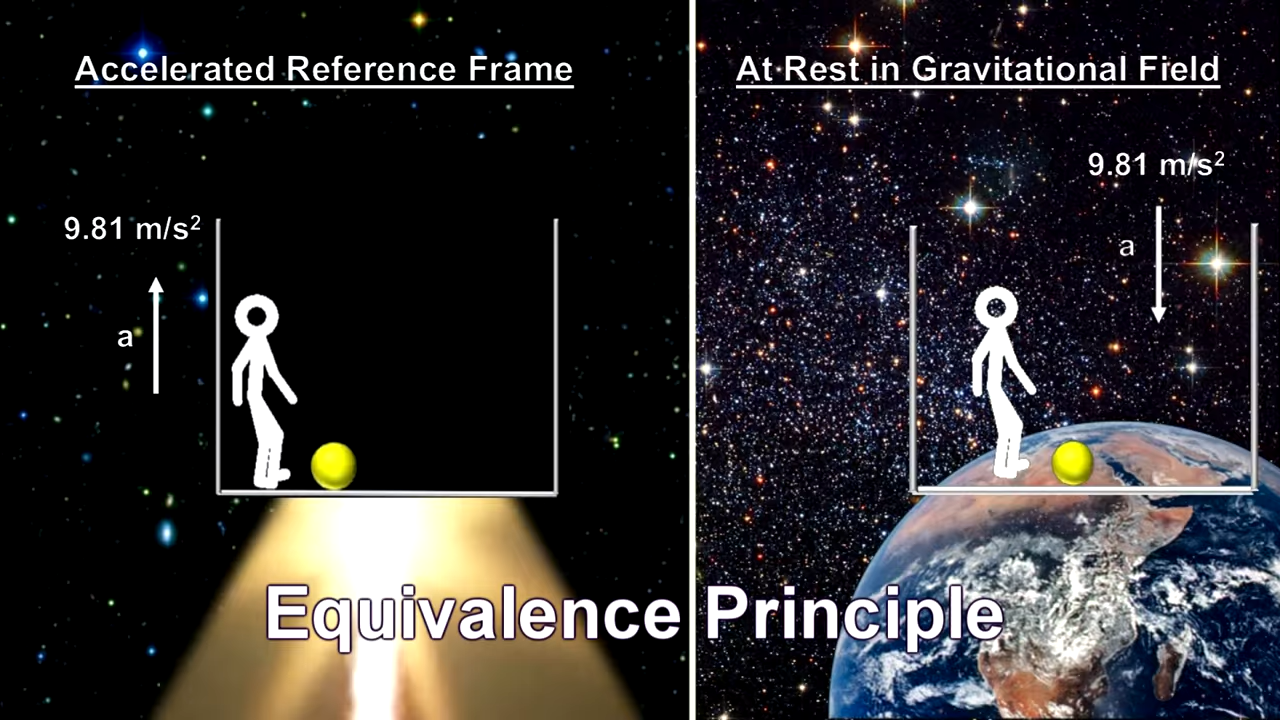 Accelerated Reference Frame
9.81 m/s²
a
At Rest in Gravitational Field
9.81 m/s²
a
Equivalence Principle